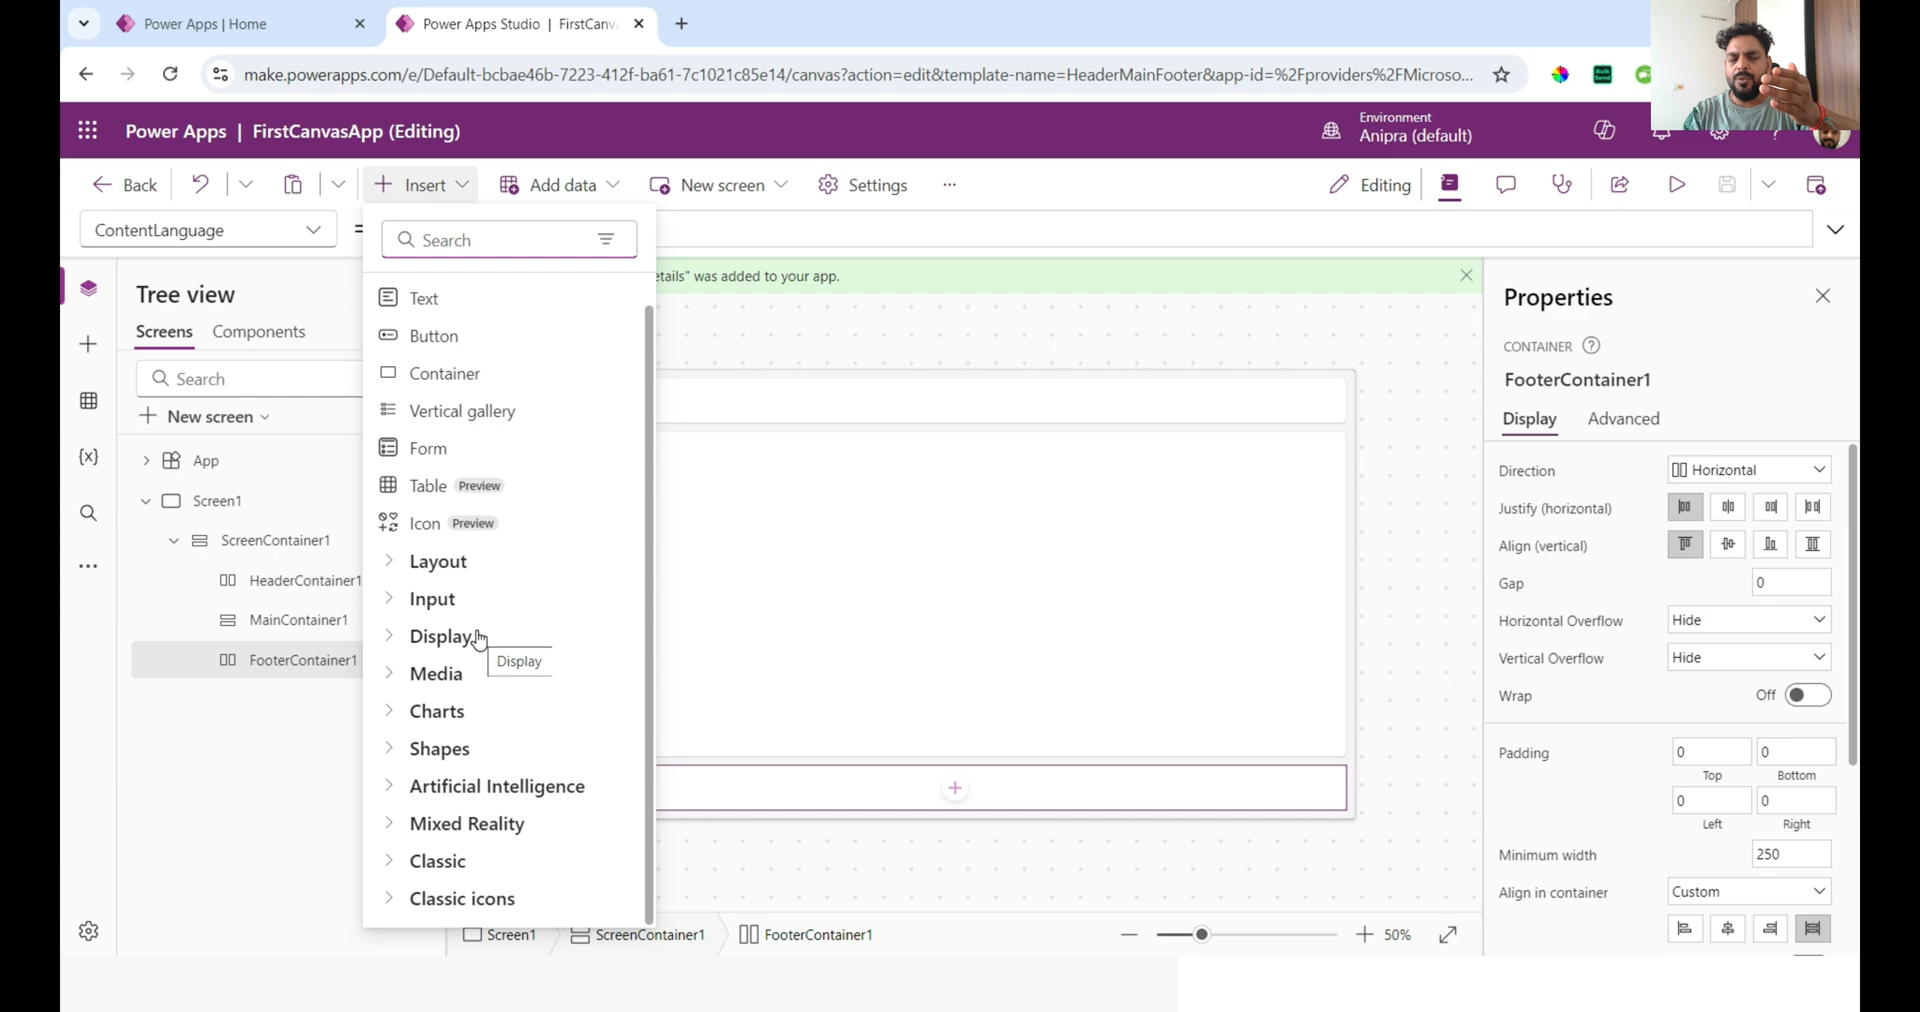 Power Apps | Home
Power Apps Studio | FirstCanva
make.powerapps.com/e/Default-bcbae46b-7223-412f-ba61-7c1021c85e14/canvas?action=edit&template-name=HeaderMainFooter&app-id=%2Fproviders%2FMicroso...
Power Apps | FirstCanvasApp (Editing)
Environment
Anipra (default)
Back
Insert
Add data
New screen
Settings
Editing
ContentLanguage
=
Search
etails" was added to your app.
Tree view
Screens
Components
Search
New screen
App
Screen1
ScreenContainer1
HeaderContainer1
MainContainer1
FooterContainer1
Text
Button
Container
Vertical gallery
Form
Table Preview
Icon Preview
Layout
Input
Display
Display
Media
Charts
Shapes
Artificial Intelligence
Mixed Reality
Classic
Classic icons
Properties
CONTAINER
FooterContainer1
Display
Advanced
Direction
Horizontal
Justify (horizontal)
Align (vertical)
Gap
0
Horizontal Overflow
Hide
Vertical Overflow
Hide
Wrap
Off
Padding
0
0
Top
Bottom
0
0
Left
Right
Minimum width
250
Align in container
Custom
Screen1
ScreenContainer1
FooterContainer1
50%